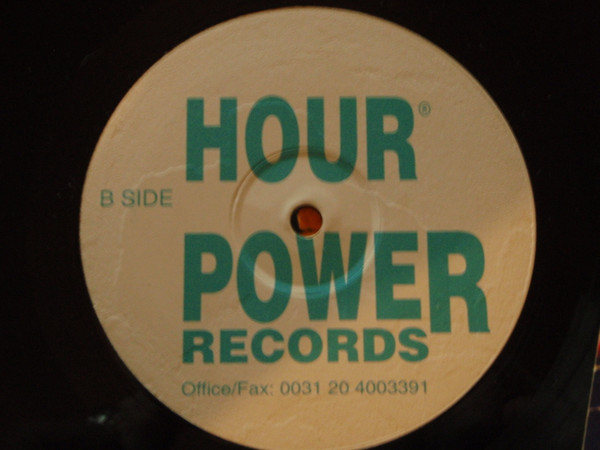 HOUR®
B SIDE
POWER
RECORDS
Office/Fax: 0031 20 4003391